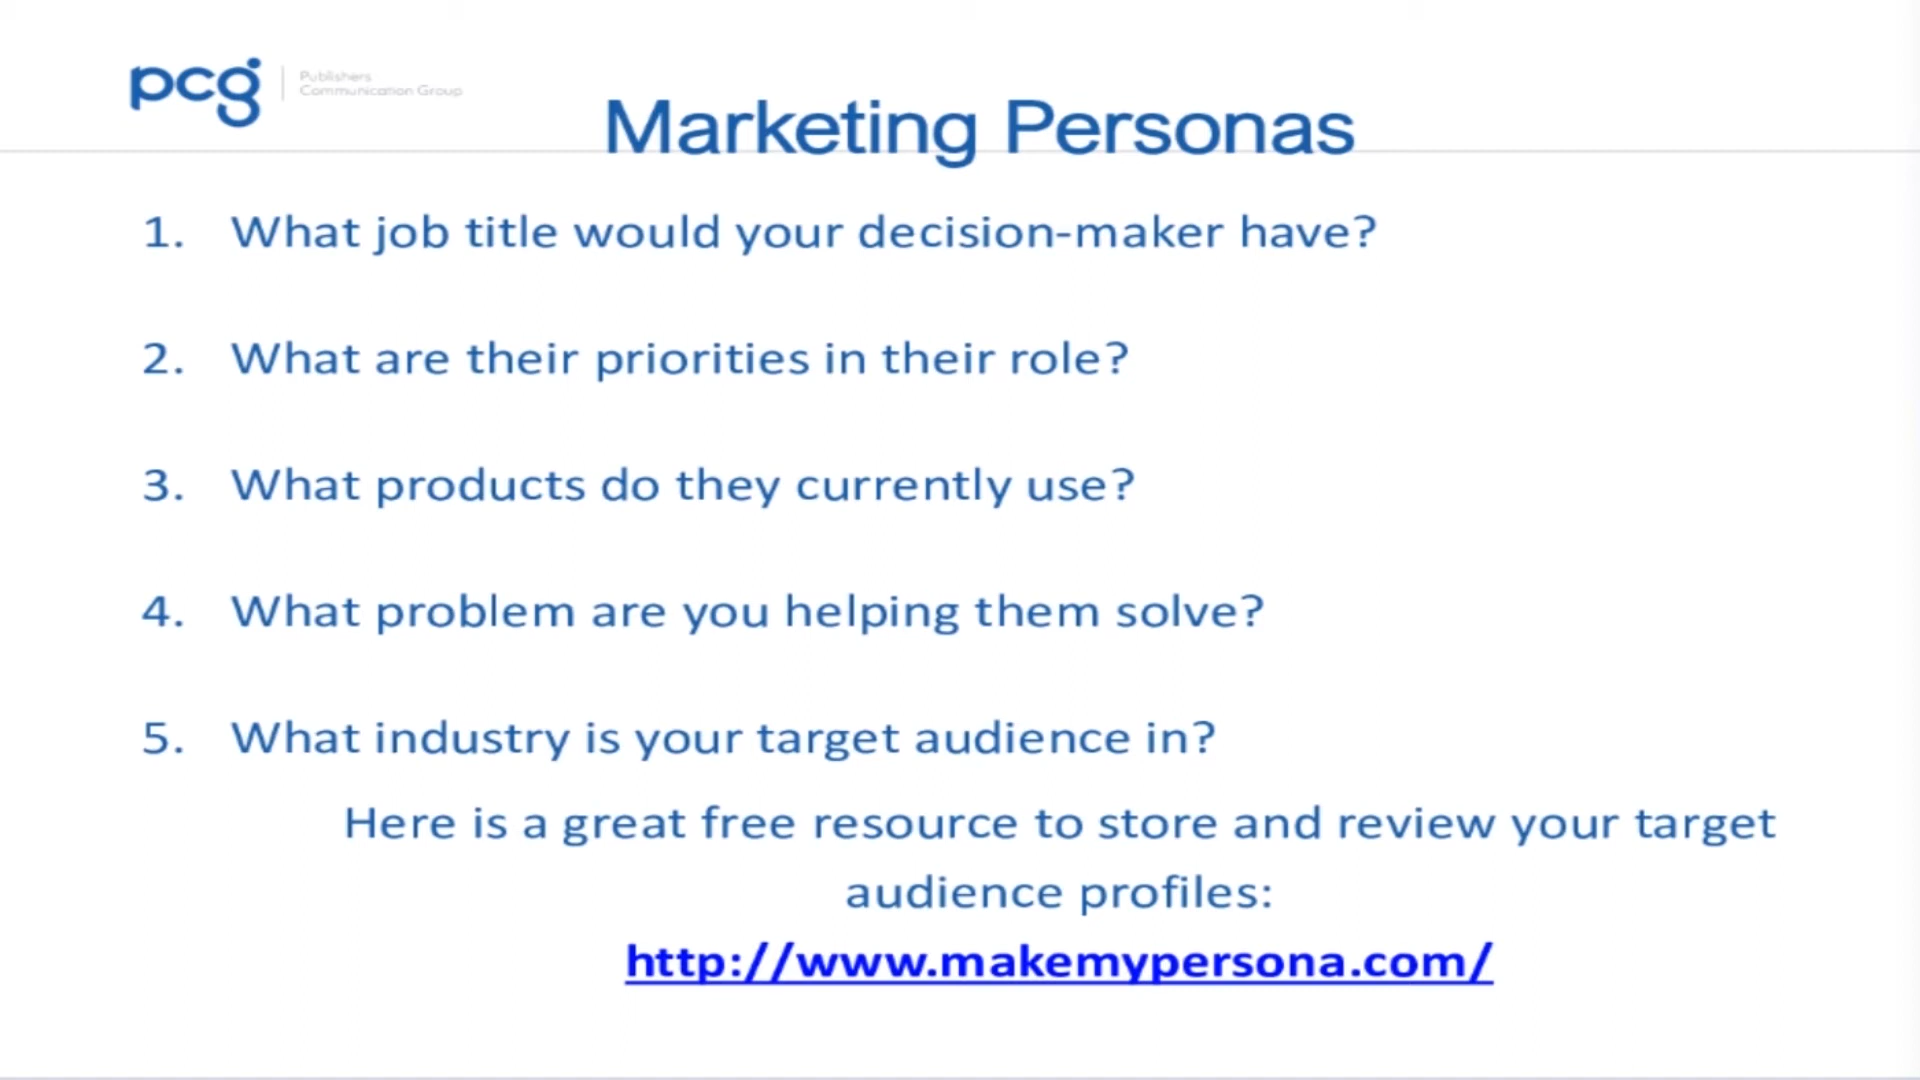 pcg
Publishers
Communication Group
Marketing Personas
1. What job title would your decision-maker have?
2. What are their priorities in their role?
3. What products do they currently use?
4. What problem are you helping them solve?
5. What industry is your target audience in?
Here is a great free resource to store and review your target
audience profiles:
http://www.makemypersona.com/